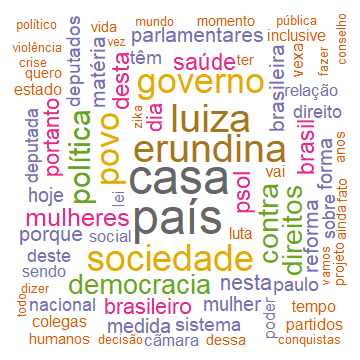 político
vida
vez
mundo
momento
pública
violência
crise
quero
estado
deputados
matéria
têm
parlamentares
inclusive
desta
saúde
ter
brasileira
vexa
fazer
conselho
dia
governo
relação
portanto
zika
luiza
direito
brasil
deputada
política
povo
erundina
anos
hoje
lei
casa
psol
vai
contra
direitos
sobre
forma
mulheres
país
luta
reforma
projeto
ainda
fato
porque
social
sociedade
vamos
deste
sendo
democracia
nesta
paulo
todo
dizer
nacional
brasileiro
mulher
poder
tempo
colegas
medida
sistema
partidos
humanos
decisão
câmara
dessa
conquistas